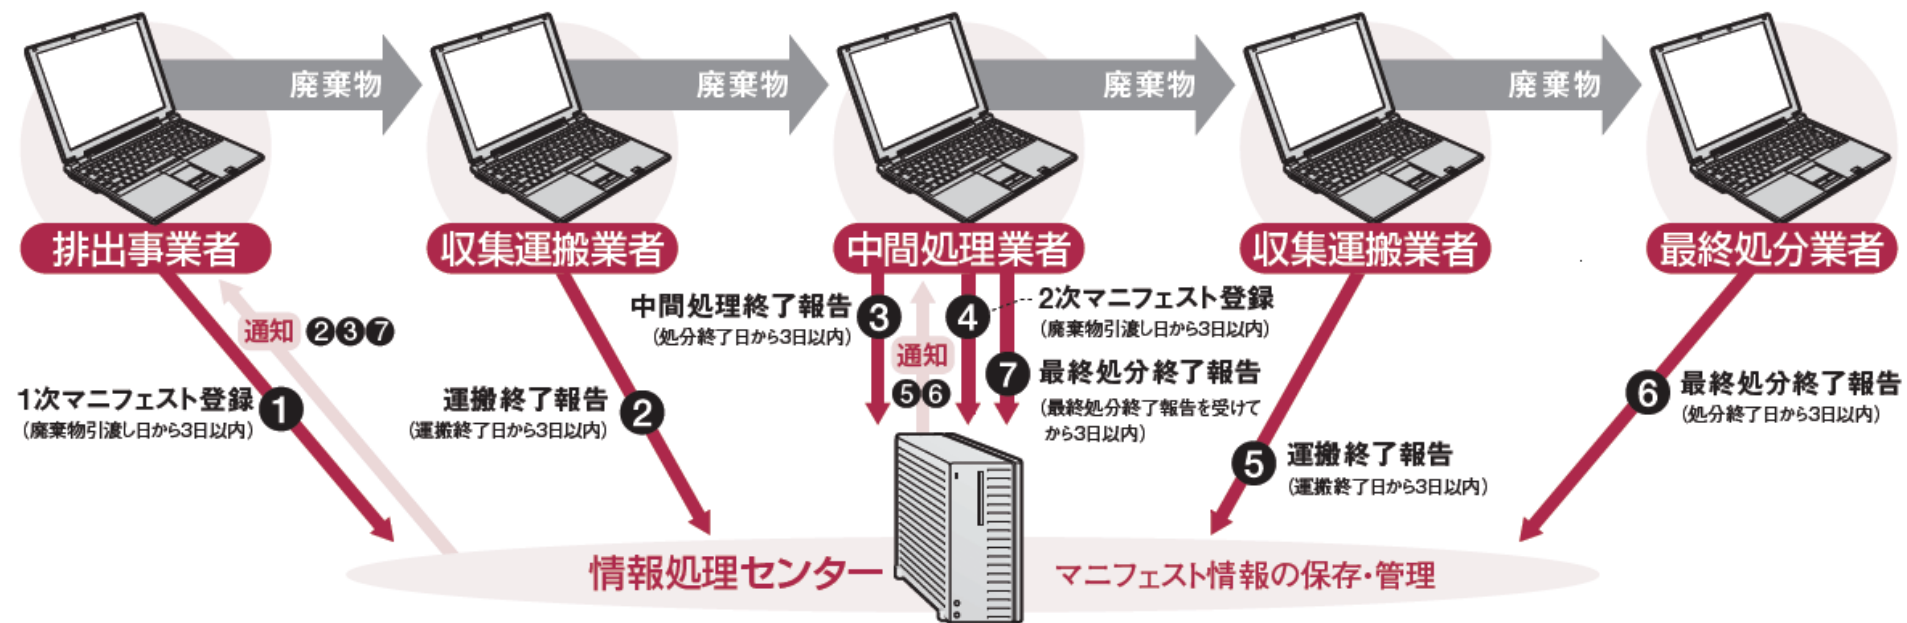 廃棄物
廃棄物
廃棄物
廃棄物
排出事業者
収集運搬業者
中間処理業者
収集運搬業者
最終処分業者
通知 ❷❸❼
1次マニフェスト登録 ❶
(廃棄物引渡し日から3日以内)
運搬終了報告 ❷
(運搬終了日から3日以内)
中間処理終了報告 ❸
(処分終了日から3日以内)
通知
❺❻
❹ 2次マニフェスト登録
(廃棄物引渡し日から3日以内)
❼ 最終処分終了報告
(最終処分終了報告を受けて
から3日以内)
❺ 運搬終了報告
(運搬終了日から3日以内)
❻ 最終処分終了報告
(処分終了日から3日以内)
情報処理センター
マニフェスト情報の保存・管理